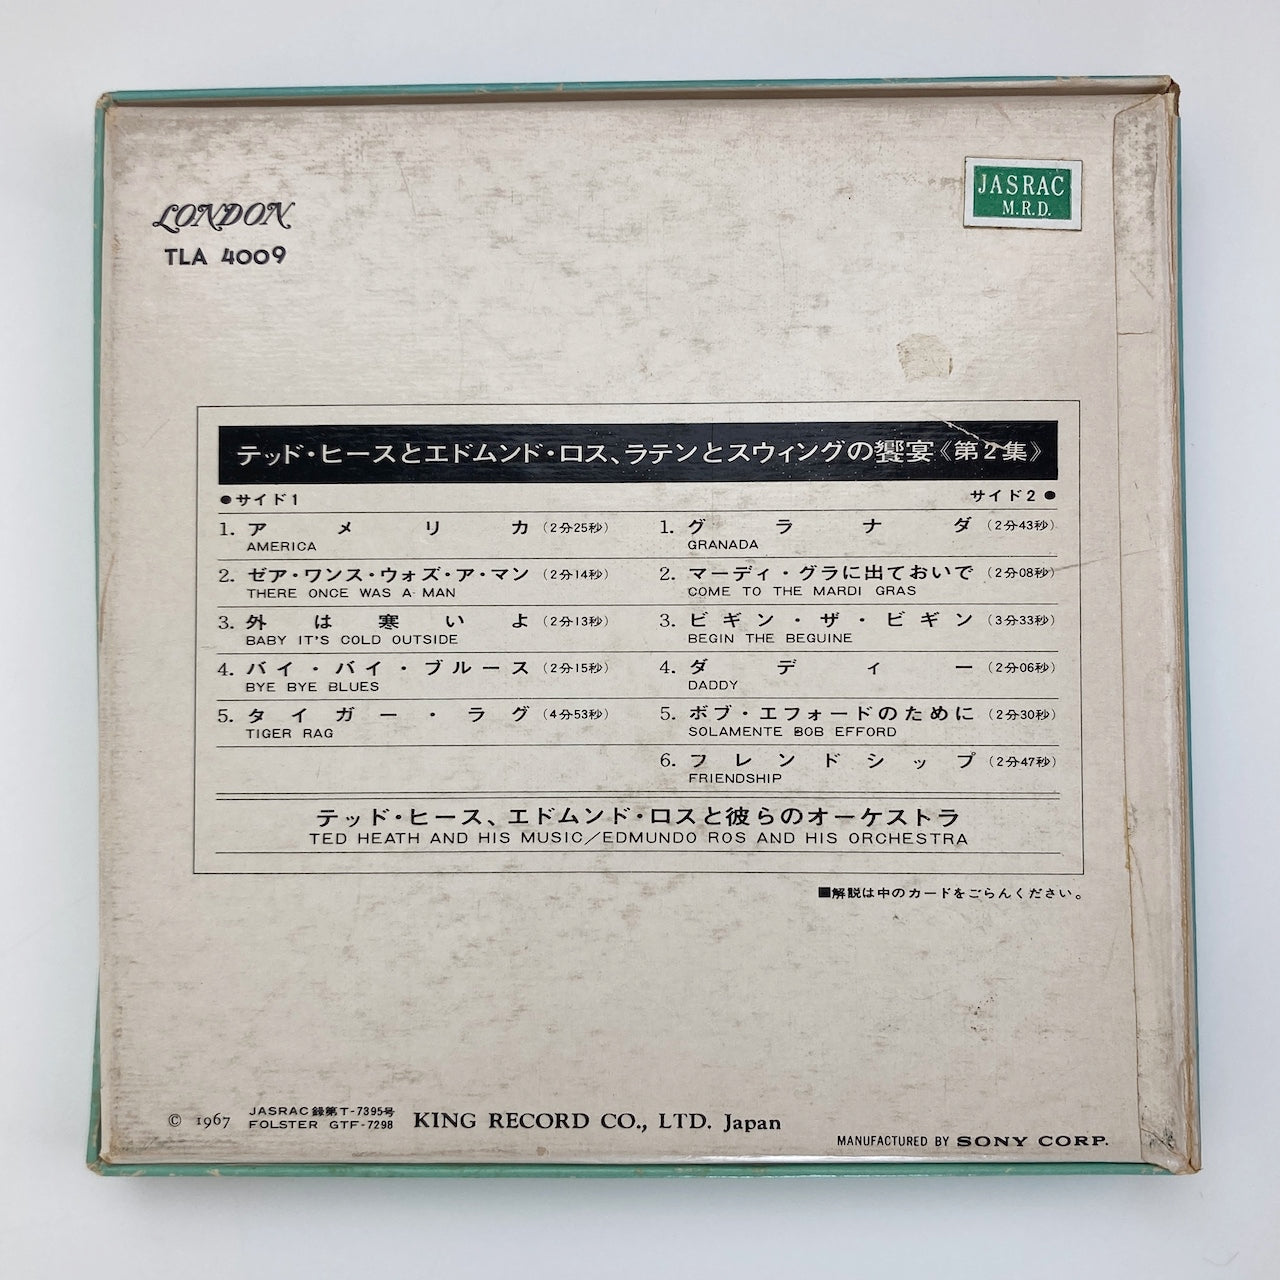 LONDON
TLA 4009
JASRAC
M.R.D.
テッド・ヒースとエドムンド・ロス、ラテンとスウィングの饗宴《第2集》
●サイド1
1. アメリカ (2分25秒)
AMERICA
2. ゼア・ワンス・ウォズ・ア・マン (2分14秒)
THERE ONCE WAS A MAN
3. 外は寒いよ (2分13秒)
BABY IT'S COLD OUTSIDE
4. バイ・バイ・ブルース (2分15秒)
BYE BYE BLUES
5. タイガー・ラグ (4分53秒)
TIGER RAG
サイド2●
1. グラナダ (2分43秒)
GRANADA
2. マーディ・グラに出ておいで (2分08秒)
COME TO THE MARDI GRAS
3. ビギン・ザ・ビギン (3分33秒)
BEGIN THE BEGUINE
4. ダディー (2分06秒)
DADDY
5. ボブ・エフォードのために (2分30秒)
SOLAMENTE BOB EFFORD
6. フレンドシップ (2分47秒)
FRIENDSHIP
テッド・ヒース、エドムンド・ロスと彼らのオーケストラ
TED HEATH AND HIS MUSIC/EDMUNDO ROS AND HIS ORCHESTRA
■解説は中のカードをごらんください。
© 1967 JASRAC録第T-7395号
FOLSTER GTF-7298
KING RECORD CO., LTD. Japan
MANUFACTURED BY SONY CORP.